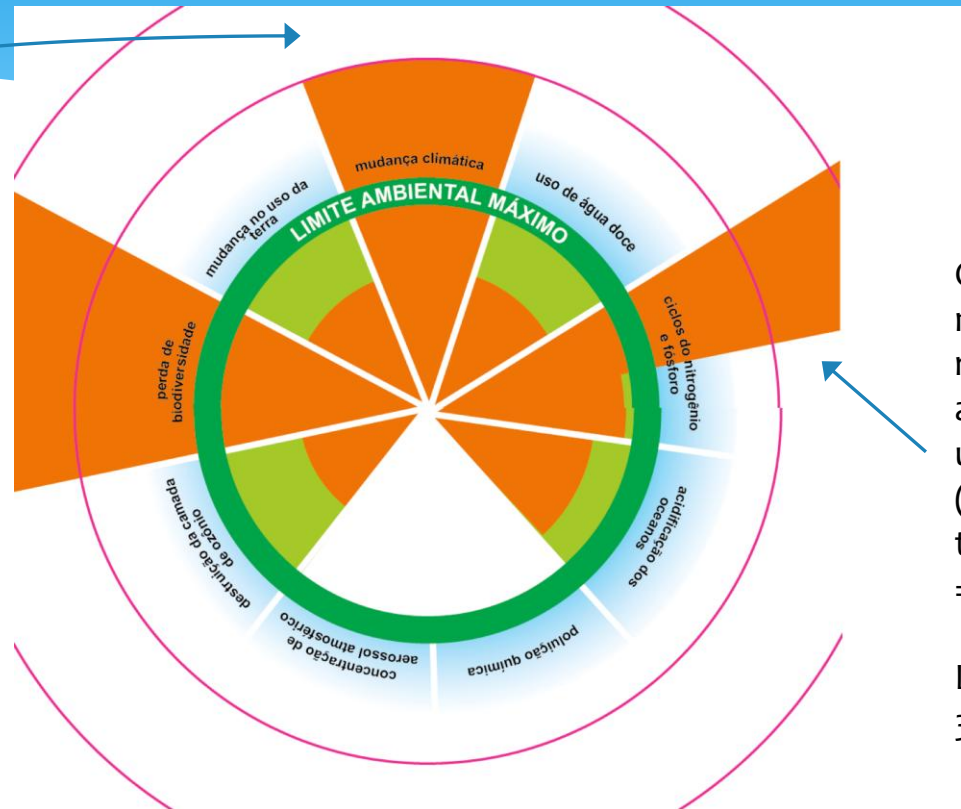 mudança climática
LIMITE AMBIENTAL MÁXIMO
uso de água doce
ciclos do nitrogênio
e fósforo
acidificação dos
oceanos
poluição química
concentração de
aerossol atmosférico
destruição da camada
de ozônio
perda de
biodiversidade
mudança no uso da
terra